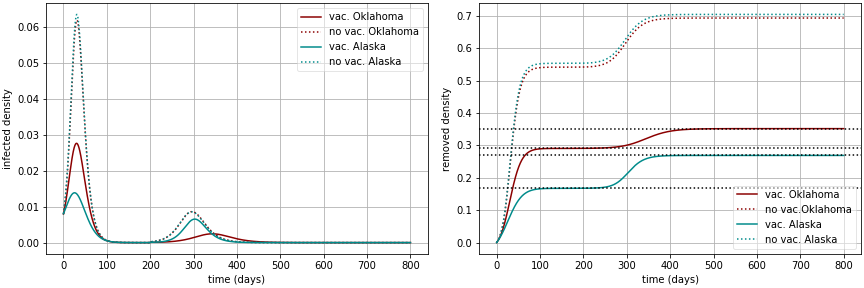 infected density
0.06
0.05
0.04
0.03
0.02
0.01
0.00
0
100
200
300
400
500
600
700
800
time (days)
vac. Oklahoma
no vac. Oklahoma
vac. Alaska
no vac. Alaska
removed density
0.7
0.6
0.5
0.4
0.3
0.2
0.1
0.0
0
100
200
300
400
500
600
700
800
time (days)
vac. Oklahoma
no vac.Oklahoma
vac. Alaska
no vac. Alaska